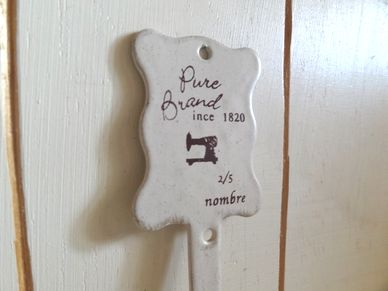 Pure
Brand
ince 1820
2/5
nombre